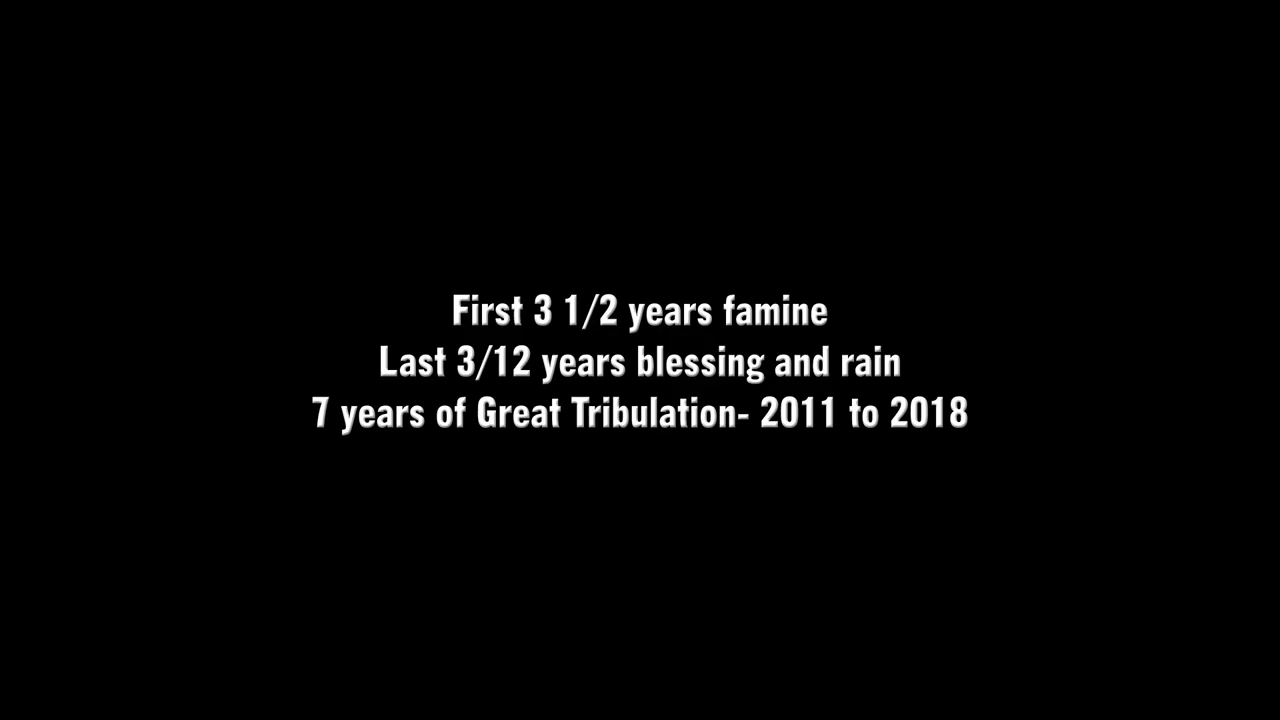 First 3 1/2 years famine
Last 3/12 years blessing and rain
7 years of Great Tribulation- 2011 to 2018